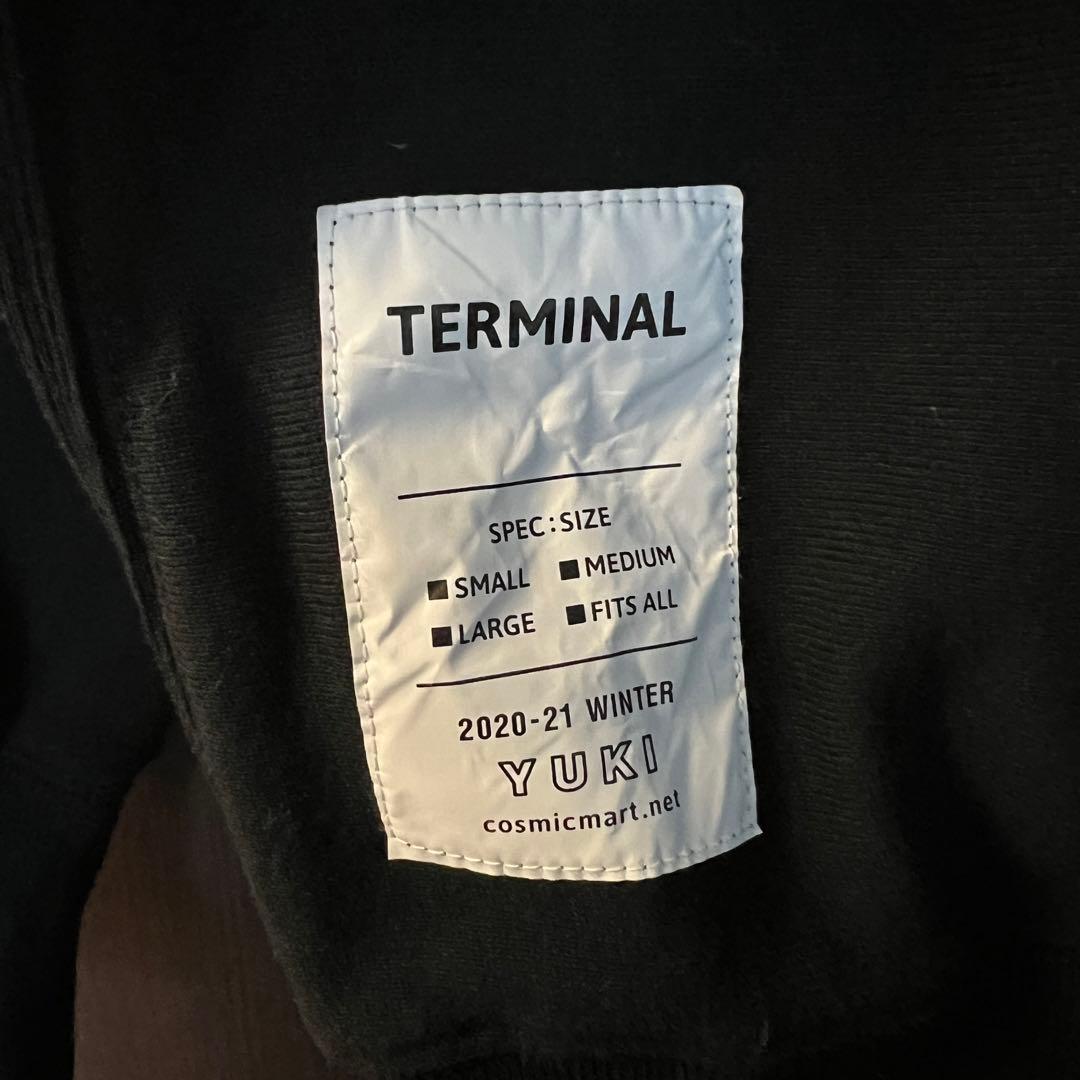 TERMINAL
SPEC:SIZE
■SMALL ■MEDIUM
■LARGE ■FITS ALL
2020-21 WINTER
YUKI
cosmicmart.net